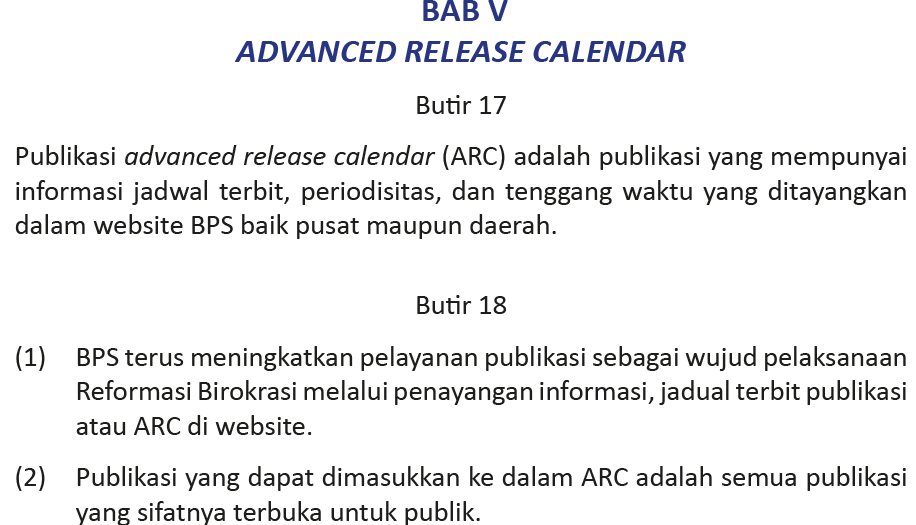 BAB V
ADVANCED RELEASE CALENDAR
Butir 17
Publikasi advanced release calendar (ARC) adalah publikasi yang mempunyai
informasi jadwal terbit, periodisitas, dan tenggang waktu yang ditayangkan
dalam website BPS baik pusat maupun daerah.
Butir 18
(1) BPS terus meningkatkan pelayanan publikasi sebagai wujud pelaksanaan
Reformasi Birokrasi melalui penayangan informasi, jadual terbit publikasi
atau ARC di website.
(2) Publikasi yang dapat dimasukkan ke dalam ARC adalah semua publikasi
yang sifatnya terbuka untuk publik.